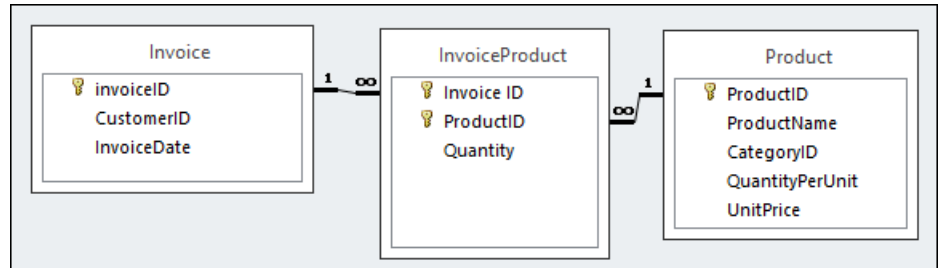 Invoice
invoiceID
CustomerID
InvoiceDate
1 ∞
InvoiceProduct
Invoice ID
ProductID
Quantity
1
∞
Product
ProductID
ProductName
CategoryID
QuantityPerUnit
UnitPrice